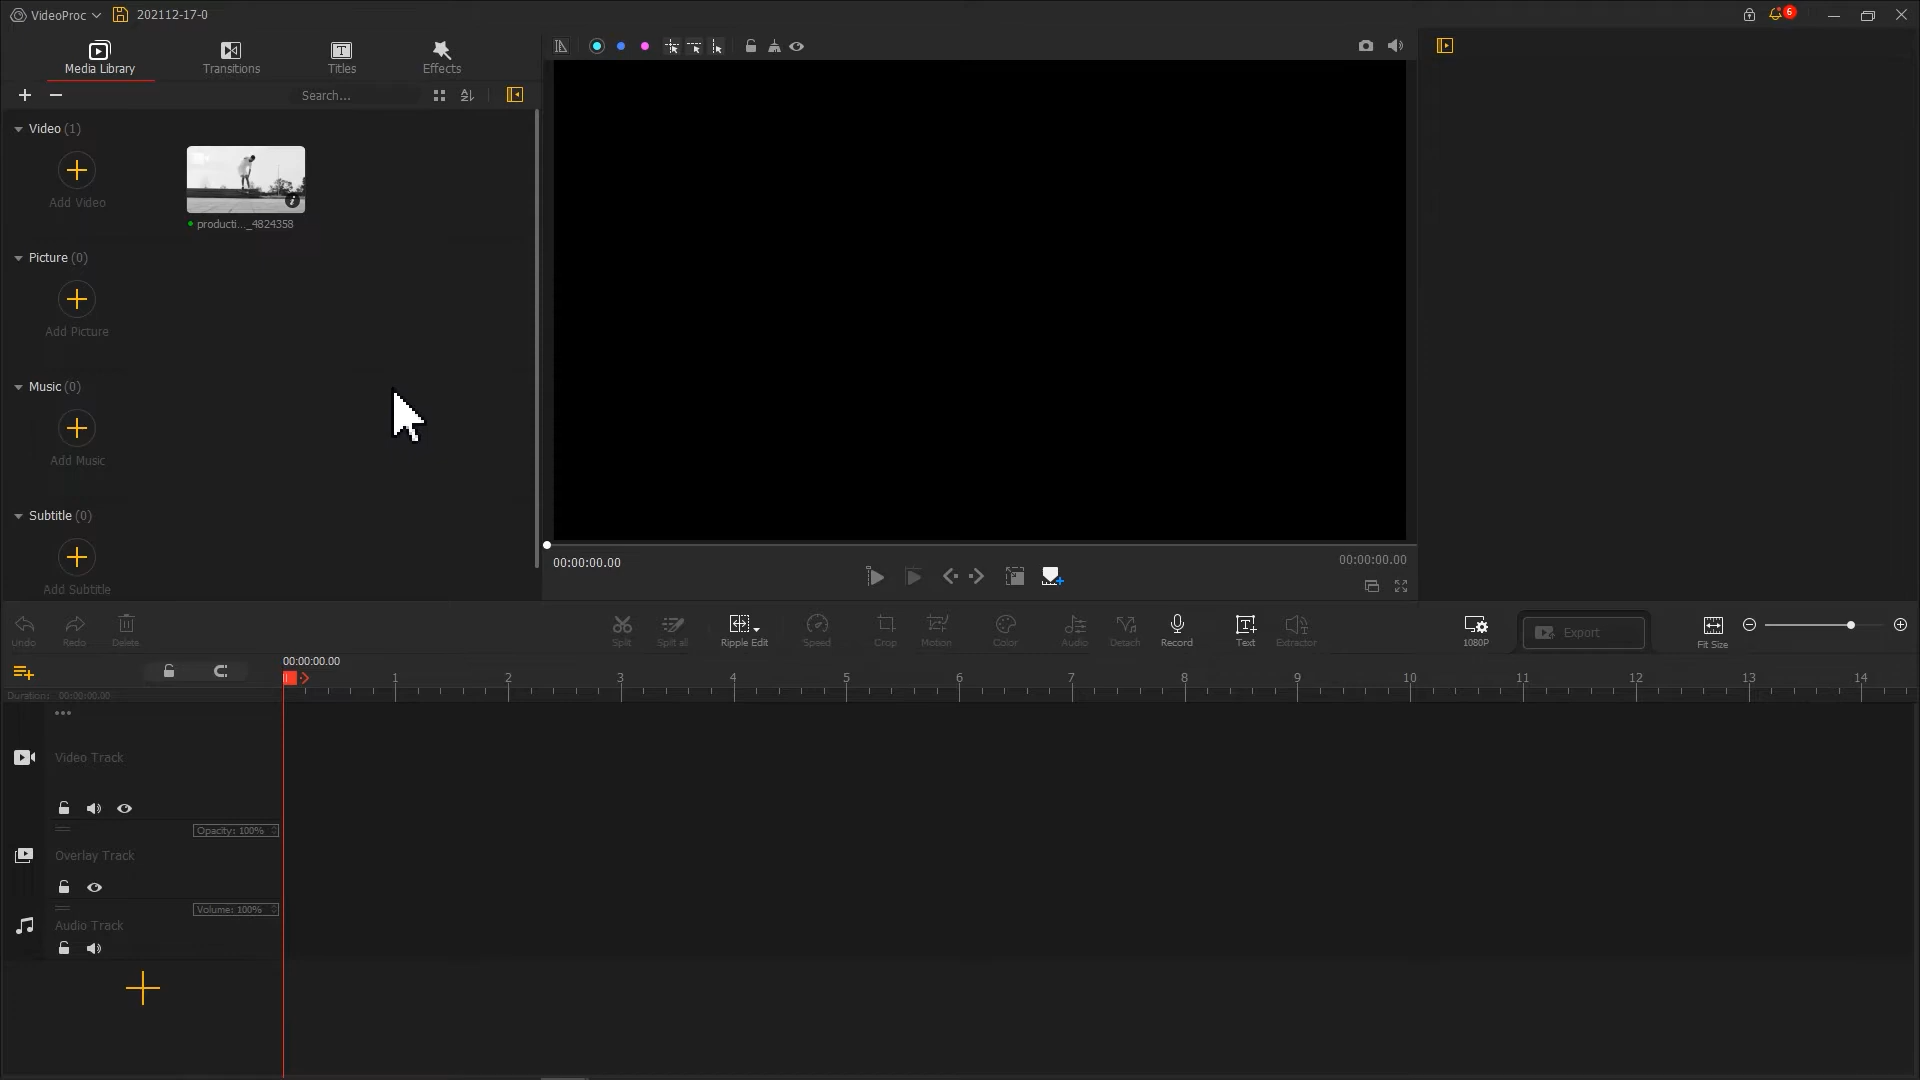 VideoProc
202112-17-0
6
Media Library
Transitions
Titles
Effects
Search...
Video (1)
Add Video
producti..._4824358
Picture (0)
Add Picture
Music (0)
Add Music
Subtitle (0)
Add Subtitle
00:00:00.00
00:00:00.00
Undo
Redo
Delete
Split
Split all
Ripple Edit
Speed
Crop
Motion
Color
Audio
Detach
Record
Text
Extractor
1080P
Export
Fit Size
00:00:00.00
1 2 3 4 5 6 7 8 9 10 11 12 13 14
Duration: 00:00:00.00
Video Track
Opacity: 100%
Overlay Track
Volume: 100%
Audio Track